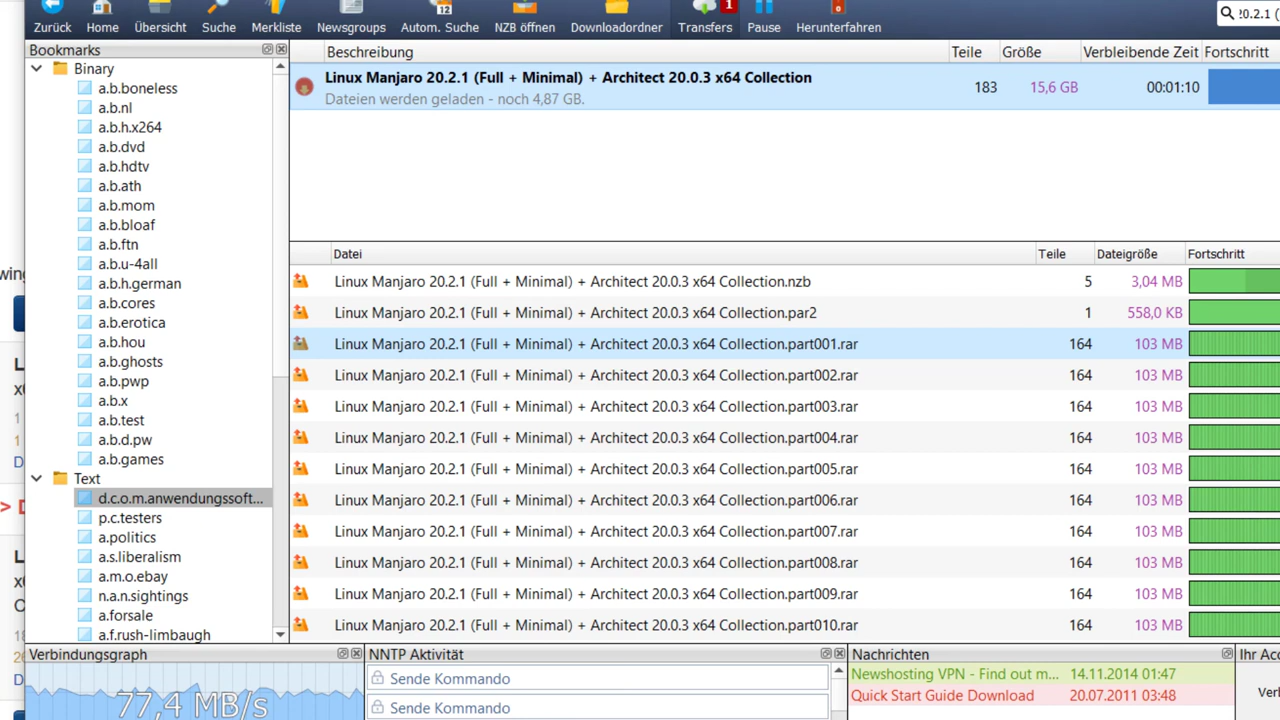 Zurück
Home
Übersicht
Suche
Merkliste
Newsgroups
12
Autom. Suche
NZB öffnen
Downloadordner
1
Transfers
Pause
Herunterfahren
20.2.1 (
Bookmarks
Binary
a.b.boneless
a.b.nl
a.b.h.x264
a.b.dvd
a.b.hdtv
a.b.ath
a.b.mom
a.b.bloaf
a.b.ftn
a.b.u-4all
a.b.h.german
a.b.cores
a.b.erotica
a.b.hou
a.b.ghosts
a.b.pwp
a.b.x
a.b.test
a.b.d.pw
a.b.games
Text
d.c.o.m.anwendungssoft...
p.c.testers
a.politics
a.s.liberalism
a.m.o.ebay
n.a.n.sightings
a.forsale
a.f.rush-limbaugh
Beschreibung Teile Größe Verbleibende Zeit Fortschritt
Linux Manjaro 20.2.1 (Full + Minimal) + Architect 20.0.3 x64 Collection
Dateien werden geladen - noch 4,87 GB.
183 15,6 GB 00:01:10
Datei Teile Dateigröße Fortschritt
Linux Manjaro 20.2.1 (Full + Minimal) + Architect 20.0.3 x64 Collection.nzb 5 3,04 MB
Linux Manjaro 20.2.1 (Full + Minimal) + Architect 20.0.3 x64 Collection.par2 1 558,0 KB
Linux Manjaro 20.2.1 (Full + Minimal) + Architect 20.0.3 x64 Collection.part001.rar 164 103 MB
Linux Manjaro 20.2.1 (Full + Minimal) + Architect 20.0.3 x64 Collection.part002.rar 164 103 MB
Linux Manjaro 20.2.1 (Full + Minimal) + Architect 20.0.3 x64 Collection.part003.rar 164 103 MB
Linux Manjaro 20.2.1 (Full + Minimal) + Architect 20.0.3 x64 Collection.part004.rar 164 103 MB
Linux Manjaro 20.2.1 (Full + Minimal) + Architect 20.0.3 x64 Collection.part005.rar 164 103 MB
Linux Manjaro 20.2.1 (Full + Minimal) + Architect 20.0.3 x64 Collection.part006.rar 164 103 MB
Linux Manjaro 20.2.1 (Full + Minimal) + Architect 20.0.3 x64 Collection.part007.rar 164 103 MB
Linux Manjaro 20.2.1 (Full + Minimal) + Architect 20.0.3 x64 Collection.part008.rar 164 103 MB
Linux Manjaro 20.2.1 (Full + Minimal) + Architect 20.0.3 x64 Collection.part009.rar 164 103 MB
Linux Manjaro 20.2.1 (Full + Minimal) + Architect 20.0.3 x64 Collection.part010.rar 164 103 MB
Verbindungsgraph
77,4 MB/s
NNTP Aktivität
Sende Kommando
Sende Kommando
Nachrichten
Newshosting VPN - Find out m... 14.11.2014 01:47
Quick Start Guide Download 20.07.2011 03:48
Ihr Acc